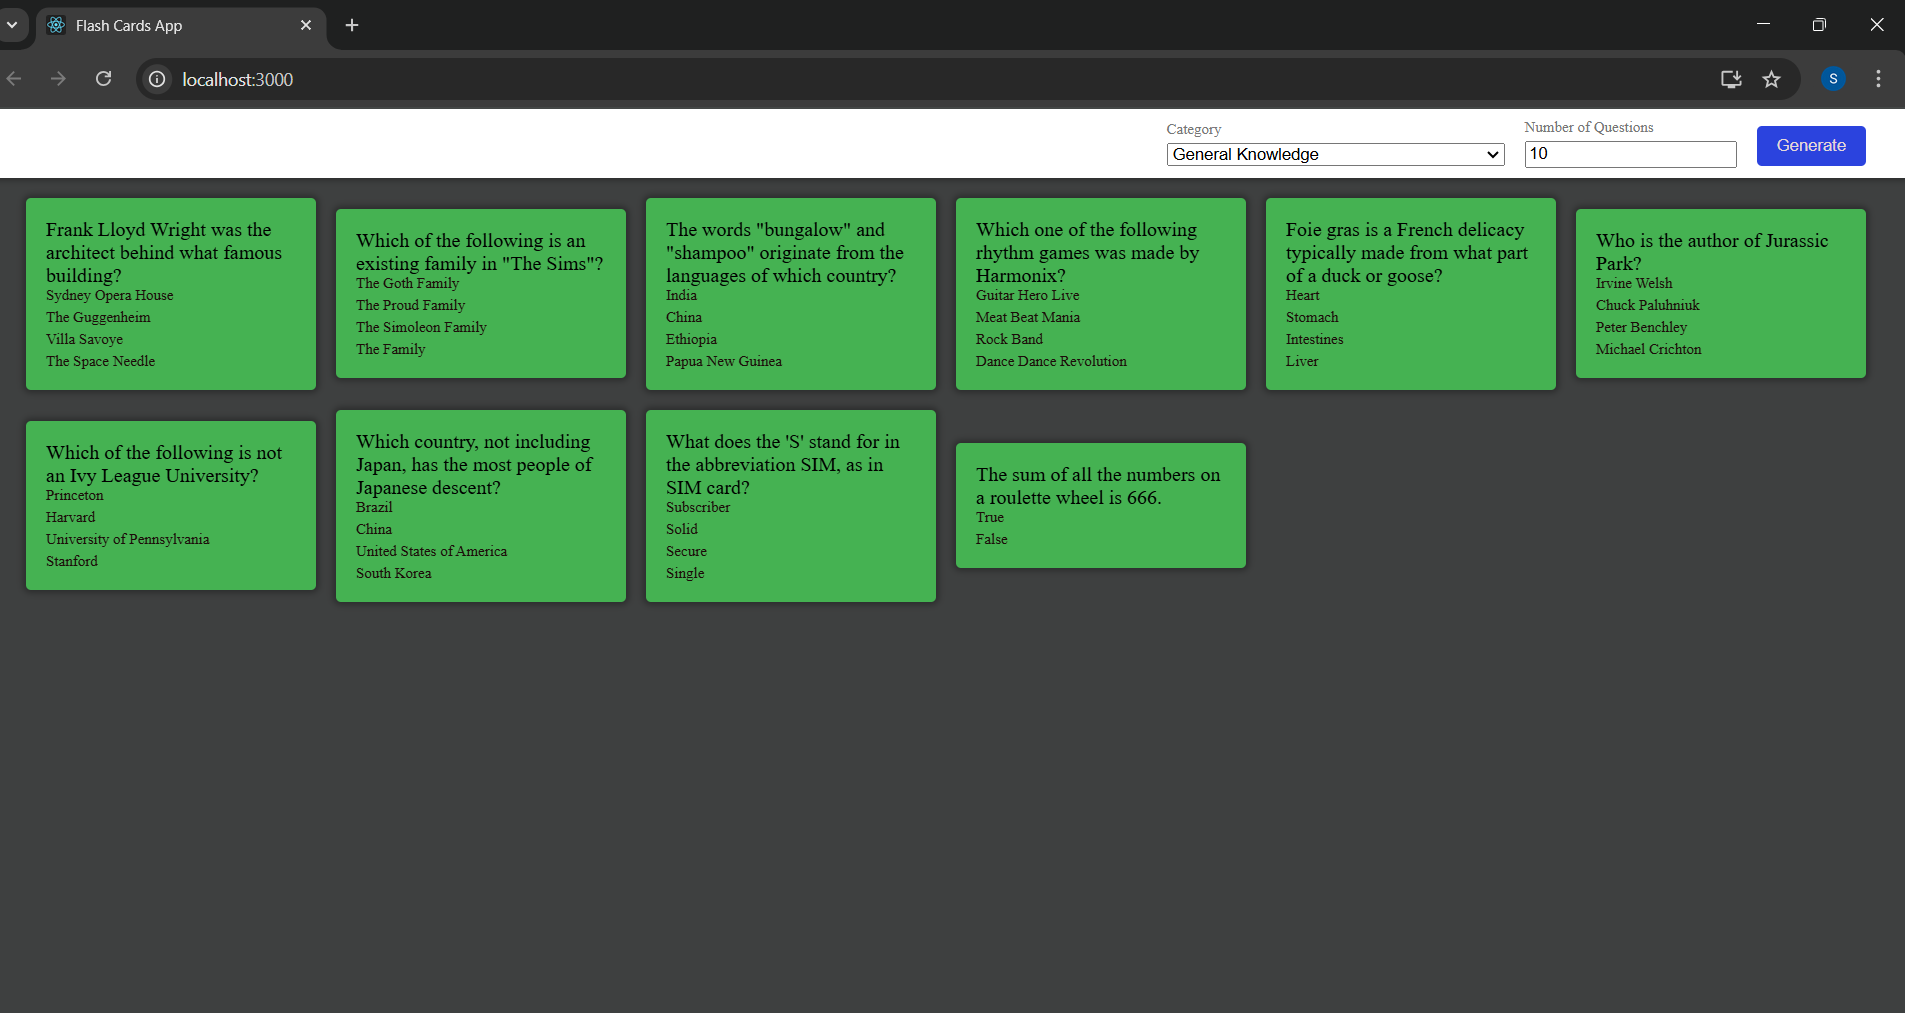 Flash Cards App
localhost:3000
S
Category
General Knowledge
Number of Questions
10
Generate
Frank Lloyd Wright was the
architect behind what famous
building?
Sydney Opera House
The Guggenheim
Villa Savoye
The Space Needle
Which of the following is an
existing family in "The Sims"?
The Goth Family
The Proud Family
The Simoleon Family
The Family
The words "bungalow" and
"shampoo" originate from the
languages of which country?
India
China
Ethiopia
Papua New Guinea
Which one of the following
rhythm games was made by
Harmonix?
Guitar Hero Live
Meat Beat Mania
Rock Band
Dance Dance Revolution
Foie gras is a French delicacy
typically made from what part
of a duck or goose?
Heart
Stomach
Intestines
Liver
Who is the author of Jurassic
Park?
Irvine Welsh
Chuck Paluhniuk
Peter Benchley
Michael Crichton
Which of the following is not
an Ivy League University?
Princeton
Harvard
University of Pennsylvania
Stanford
Which country, not including
Japan, has the most people of
Japanese descent?
Brazil
China
United States of America
South Korea
What does the 'S' stand for in
the abbreviation SIM, as in
SIM card?
Subscriber
Solid
Secure
Single
The sum of all the numbers on
a roulette wheel is 666.
True
False